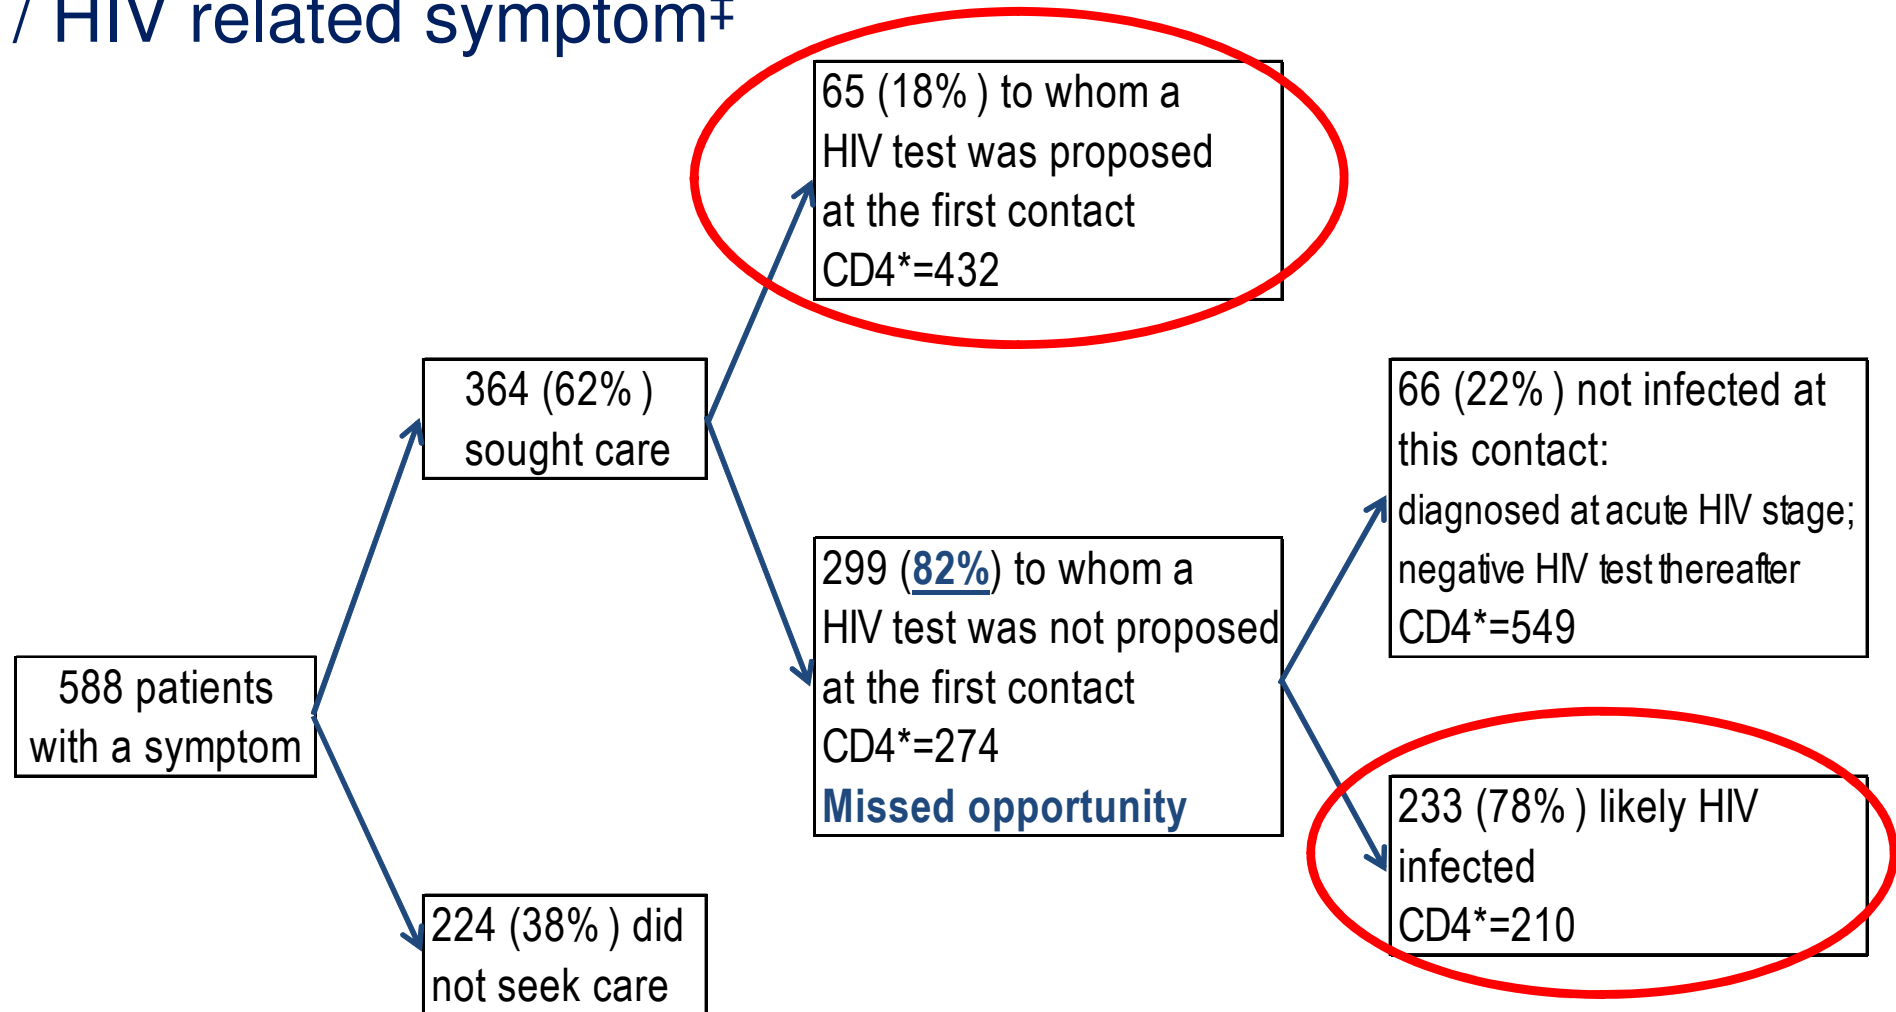 / HIV related symptom‡
65 (18% ) to whom a
HIV test was proposed
at the first contact
CD4*=432
364 (62% )
sought care
66 (22% ) not infected at
this contact:
diagnosed at acute HIV stage;
negative HIV test thereafter
CD4*=549
299 (82%) to whom a
HIV test was not proposed
at the first contact
CD4*=274
Missed opportunity
588 patients
with a symptom
233 (78% ) likely HIV
infected
CD4*=210
224 (38% ) did
not seek care